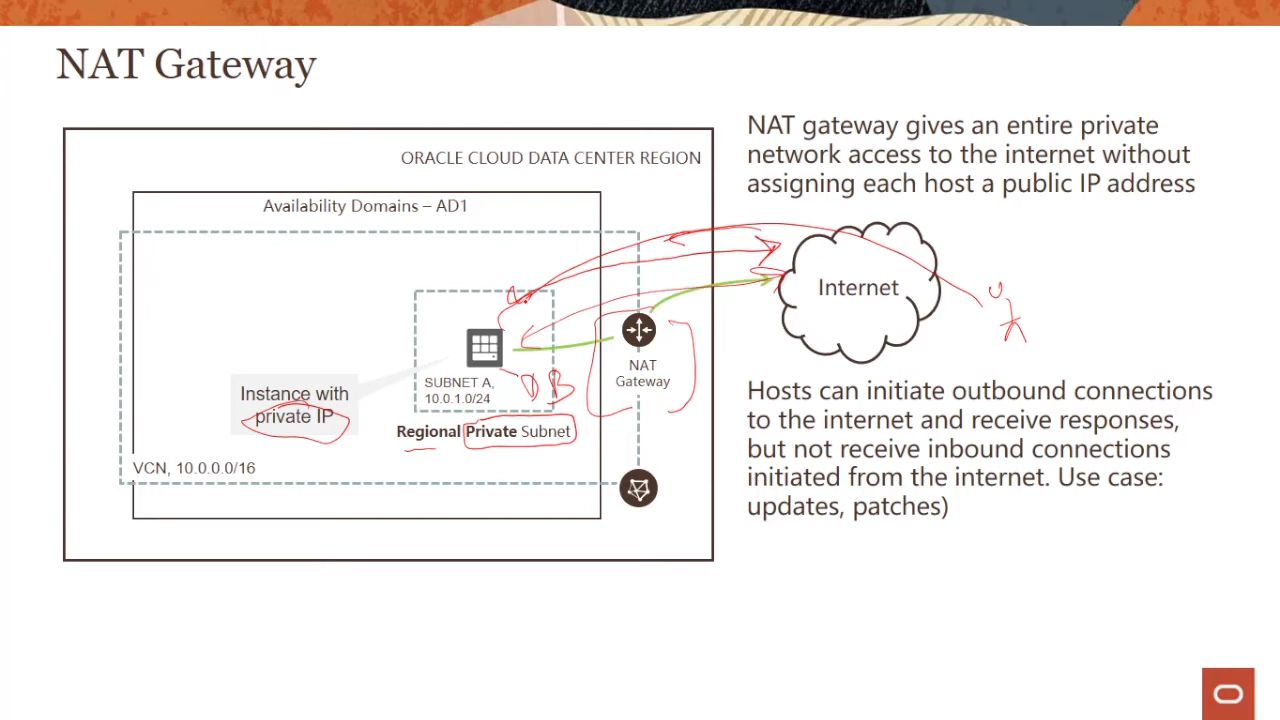 NAT Gateway
ORACLE CLOUD DATA CENTER REGION
Availability Domains – AD1
Instance with
private IP
SUBNET A,
10.0.1.0/24
DB
Regional Private Subnet
VCN, 10.0.0.0/16
NAT
Gateway
NAT gateway gives an entire private
network access to the internet without
assigning each host a public IP address
Internet
Hosts can initiate outbound connections
to the internet and receive responses,
but not receive inbound connections
initiated from the internet. Use case:
updates, patches)